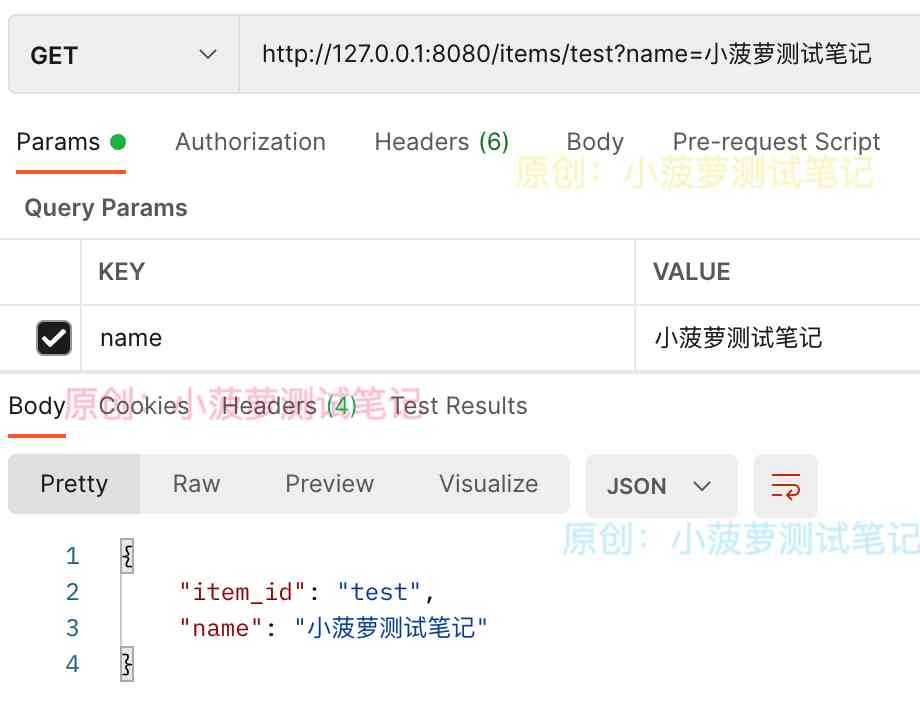 GET http://127.0.0.1:8080/items/test?name=小菠萝测试笔记
Params Authorization Headers (6) Body Pre-request Script
原创：小菠萝测试笔记
Query Params
KEY VALUE
name 小菠萝测试笔记
Body Cookies Headers (4) Test Results
原创：小菠萝测试笔记
Pretty Raw Preview Visualize JSON
原创：小菠萝测试笔记
1 {
2 "item_id": "test",
3 "name": "小菠萝测试笔记"
4 }